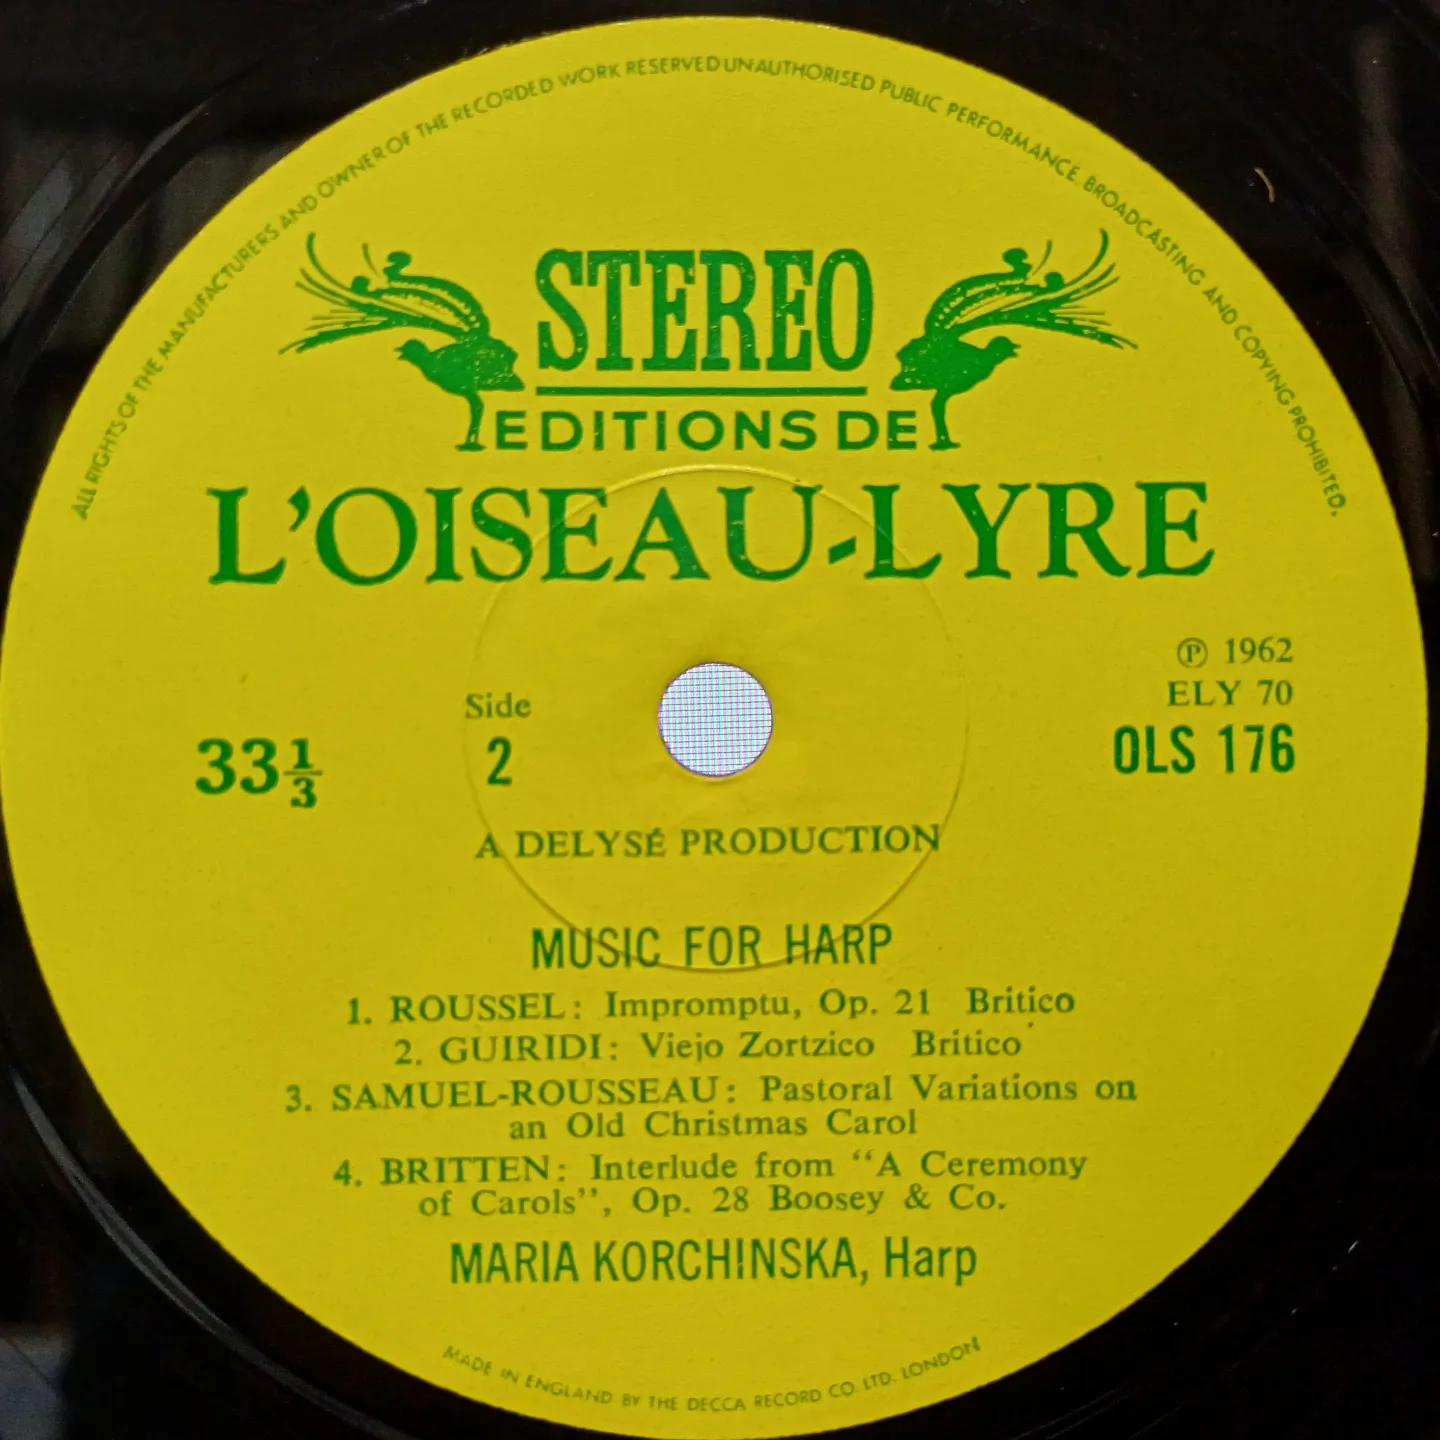 ALL RIGHTS OF THE MANUFACTURERS AND OWNER OF THE RECORDED WORK RESERVED UNAUTHORISED PUBLIC PERFORMANCE. BROADCASTING AND COPYING PROHIBITED.
STEREO
EDITIONS DE
L'OISEAU-LYRE
℗ 1962
ELY 70
OLS 176
Side
2
33⅓
A DELYSÉ PRODUCTION
MUSIC FOR HARP
1. ROUSSEL: Impromptu, Op. 21 Britico
2. GUIRIDI: Viejo Zortzico Britico
3. SAMUEL-ROUSSEAU: Pastoral Variations on
an Old Christmas Carol
4. BRITTEN: Interlude from "A Ceremony
of Carols", Op. 28 Boosey & Co.
MARIA KORCHINSKA, Harp
MADE IN ENGLAND BY THE DECCA RECORD CO. LTD. LONDON